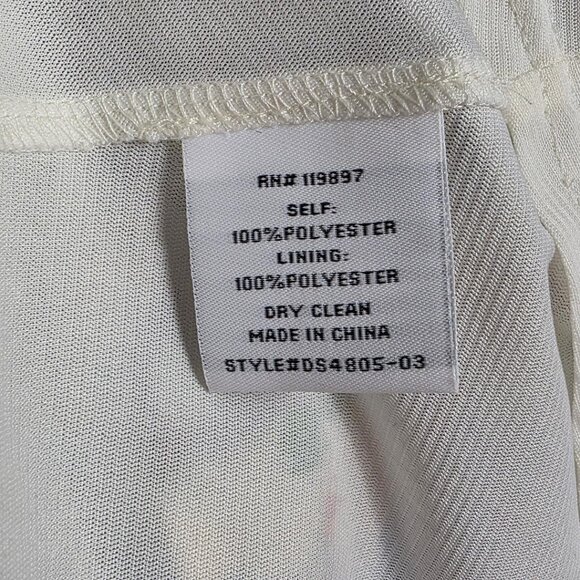 RN# 119897
SELF:
100%POLYESTER
LINING:
100%POLYESTER
DRY CLEAN
MADE IN CHINA
STYLE#DS4805-03